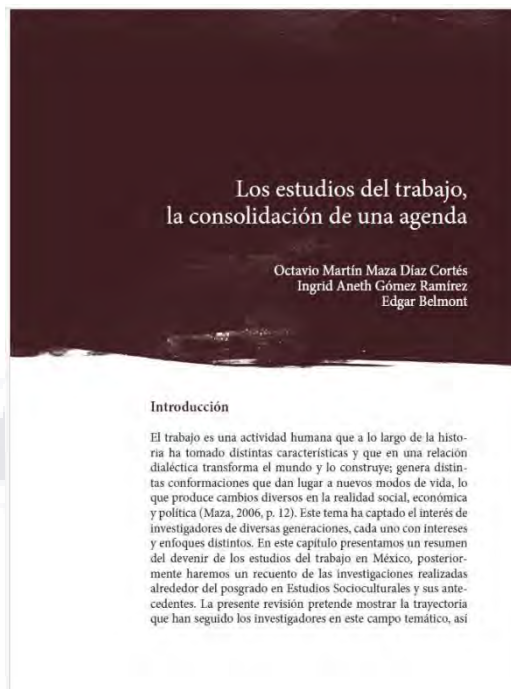 Los estudios del trabajo,
la consolidación de una agenda
Octavio Martín Maza Díaz Cortés
Ingrid Aneth Gómez Ramírez
Edgar Belmont
Introducción
El trabajo es una actividad humana que a lo largo de la histo-
ria ha tomado distintas características y que en una relación
dialéctica transforma el mundo y lo construye; genera distin-
tas conformaciones que dan lugar a nuevos modos de vida, lo
que produce cambios diversos en la realidad social, económica
y política (Maza, 2006, p. 12). Este tema ha captado el interés de
investigadores de diversas generaciones, cada uno con intereses
y enfoques distintos. En este capítulo presentamos un resumen
del devenir de los estudios del trabajo en México, posterior-
mente haremos un recuento de las investigaciones realizadas
alrededor del posgrado en Estudios Socioculturales y sus ante-
cedentes. La presente revisión pretende mostrar la trayectoria
que han seguido los investigadores en este campo temático, así